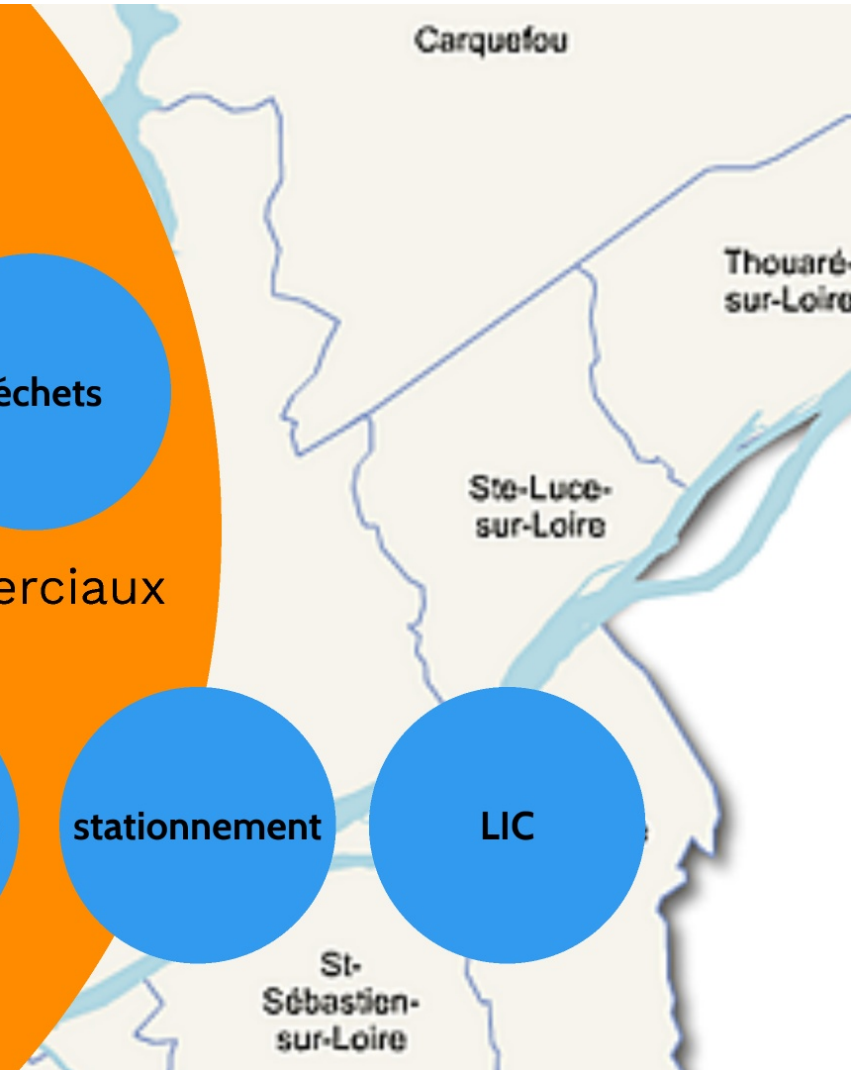 Carquefou
Thouaré-
sur-Loire
échets
Ste-Luce-
sur-Loire
erciaux
stationnement
LIC
St-
Sébastien-
sur-Loire